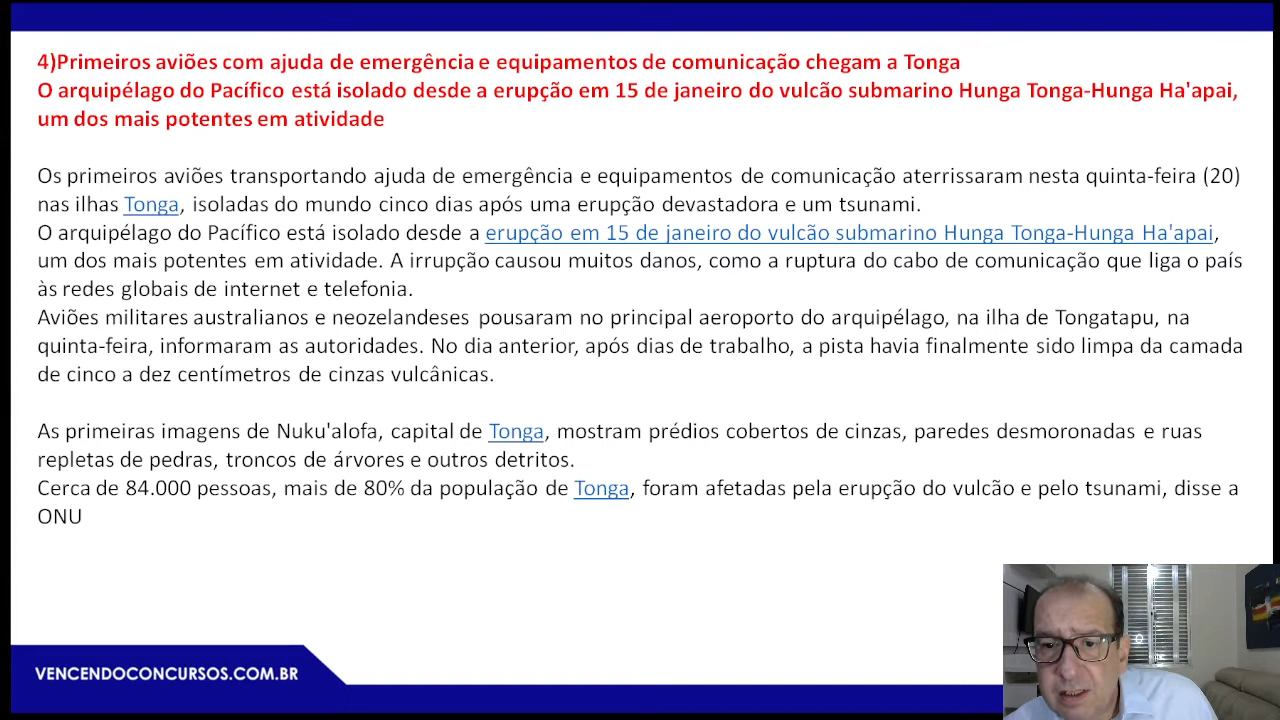 4)Primeiros aviões com ajuda de emergência e equipamentos de comunicação chegam a Tonga
O arquipélago do Pacífico está isolado desde a erupção em 15 de janeiro do vulcão submarino Hunga Tonga-Hunga Ha'apai,
um dos mais potentes em atividade
Os primeiros aviões transportando ajuda de emergência e equipamentos de comunicação aterrissaram nesta quinta-feira (20)
nas ilhas Tonga, isoladas do mundo cinco dias após uma erupção devastadora e um tsunami.
O arquipélago do Pacífico está isolado desde a erupção em 15 de janeiro do vulcão submarino Hunga Tonga-Hunga Ha'apai,
um dos mais potentes em atividade. A irrupção causou muitos danos, como a ruptura do cabo de comunicação que liga o país
às redes globais de internet e telefonia.
Aviões militares australianos e neozelandeses pousaram no principal aeroporto do arquipélago, na ilha de Tongatapu, na
quinta-feira, informaram as autoridades. No dia anterior, após dias de trabalho, a pista havia finalmente sido limpa da camada
de cinco a dez centímetros de cinzas vulcânicas.
As primeiras imagens de Nuku'alofa, capital de Tonga, mostram prédios cobertos de cinzas, paredes desmoronadas e ruas
repletas de pedras, troncos de árvores e outros detritos.
Cerca de 84.000 pessoas, mais de 80% da população de Tonga, foram afetadas pela erupção do vulcão e pelo tsunami, disse a
ONU
VENCENDOCONCURSOS.COM.BR